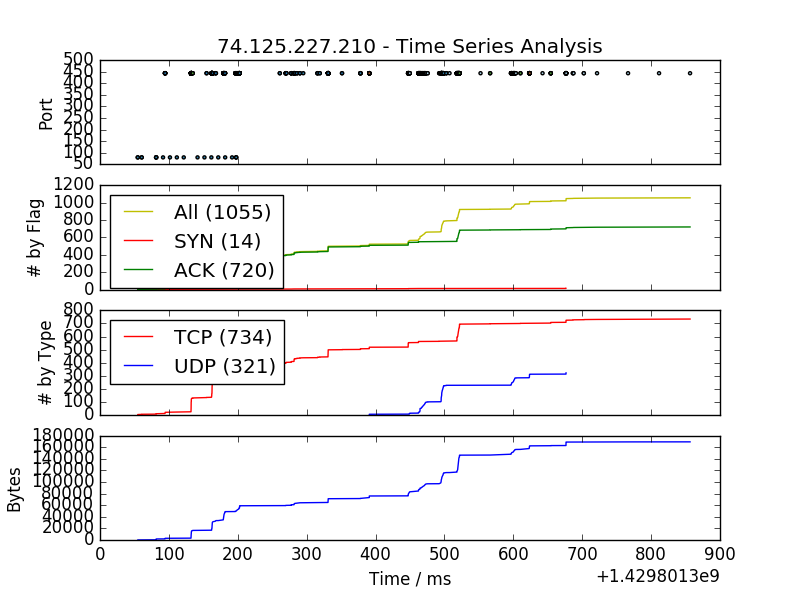 74.125.227.210 - Time Series Analysis
500
450
400
350
300
250
200
150
100
50
Port
1200
1000
800
600
400
200
0
# by Flag
All (1055)
SYN (14)
ACK (720)
800
700
600
500
400
300
200
100
0
# by Type
TCP (734)
UDP (321)
180000
160000
140000
120000
100000
80000
60000
40000
20000
0
Bytes
0 100 200 300 400 500 600 700 800 900
Time / ms
+1.4298013e9